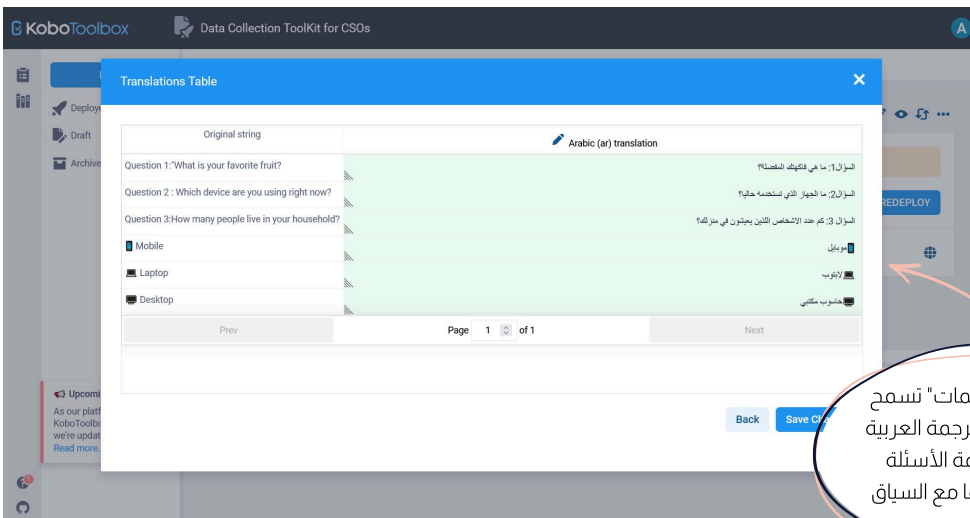 KoboToolbox
Data Collection ToolKit for CSOs
A
Translations Table
Deploye
Draft
Archive
REDEPLOY
Original string
Arabic (ar) translation
Question 1:"What is your favorite fruit?
السؤال1: ما هي فاكهتك المفضلة؟
Question 2 : Which device are you using right now?
السؤال2: ما الجهاز الذي تستخدمه حاليا؟
Question 3:How many people live in your household?
السؤال 3: كم عدد الاشخاص اللذين يعيشون في منزلك؟
Mobile
موبايل
Laptop
لابتوب
Desktop
حاسوب مكتبي
Prev
Page 1 of 1
Next
Back
Save Ch
Upcomi
As our platf
KoboToolbo
we're updat
Read more.
مات" تسمح
رجمة العربية
مة الأسئلة
ا مع السياق